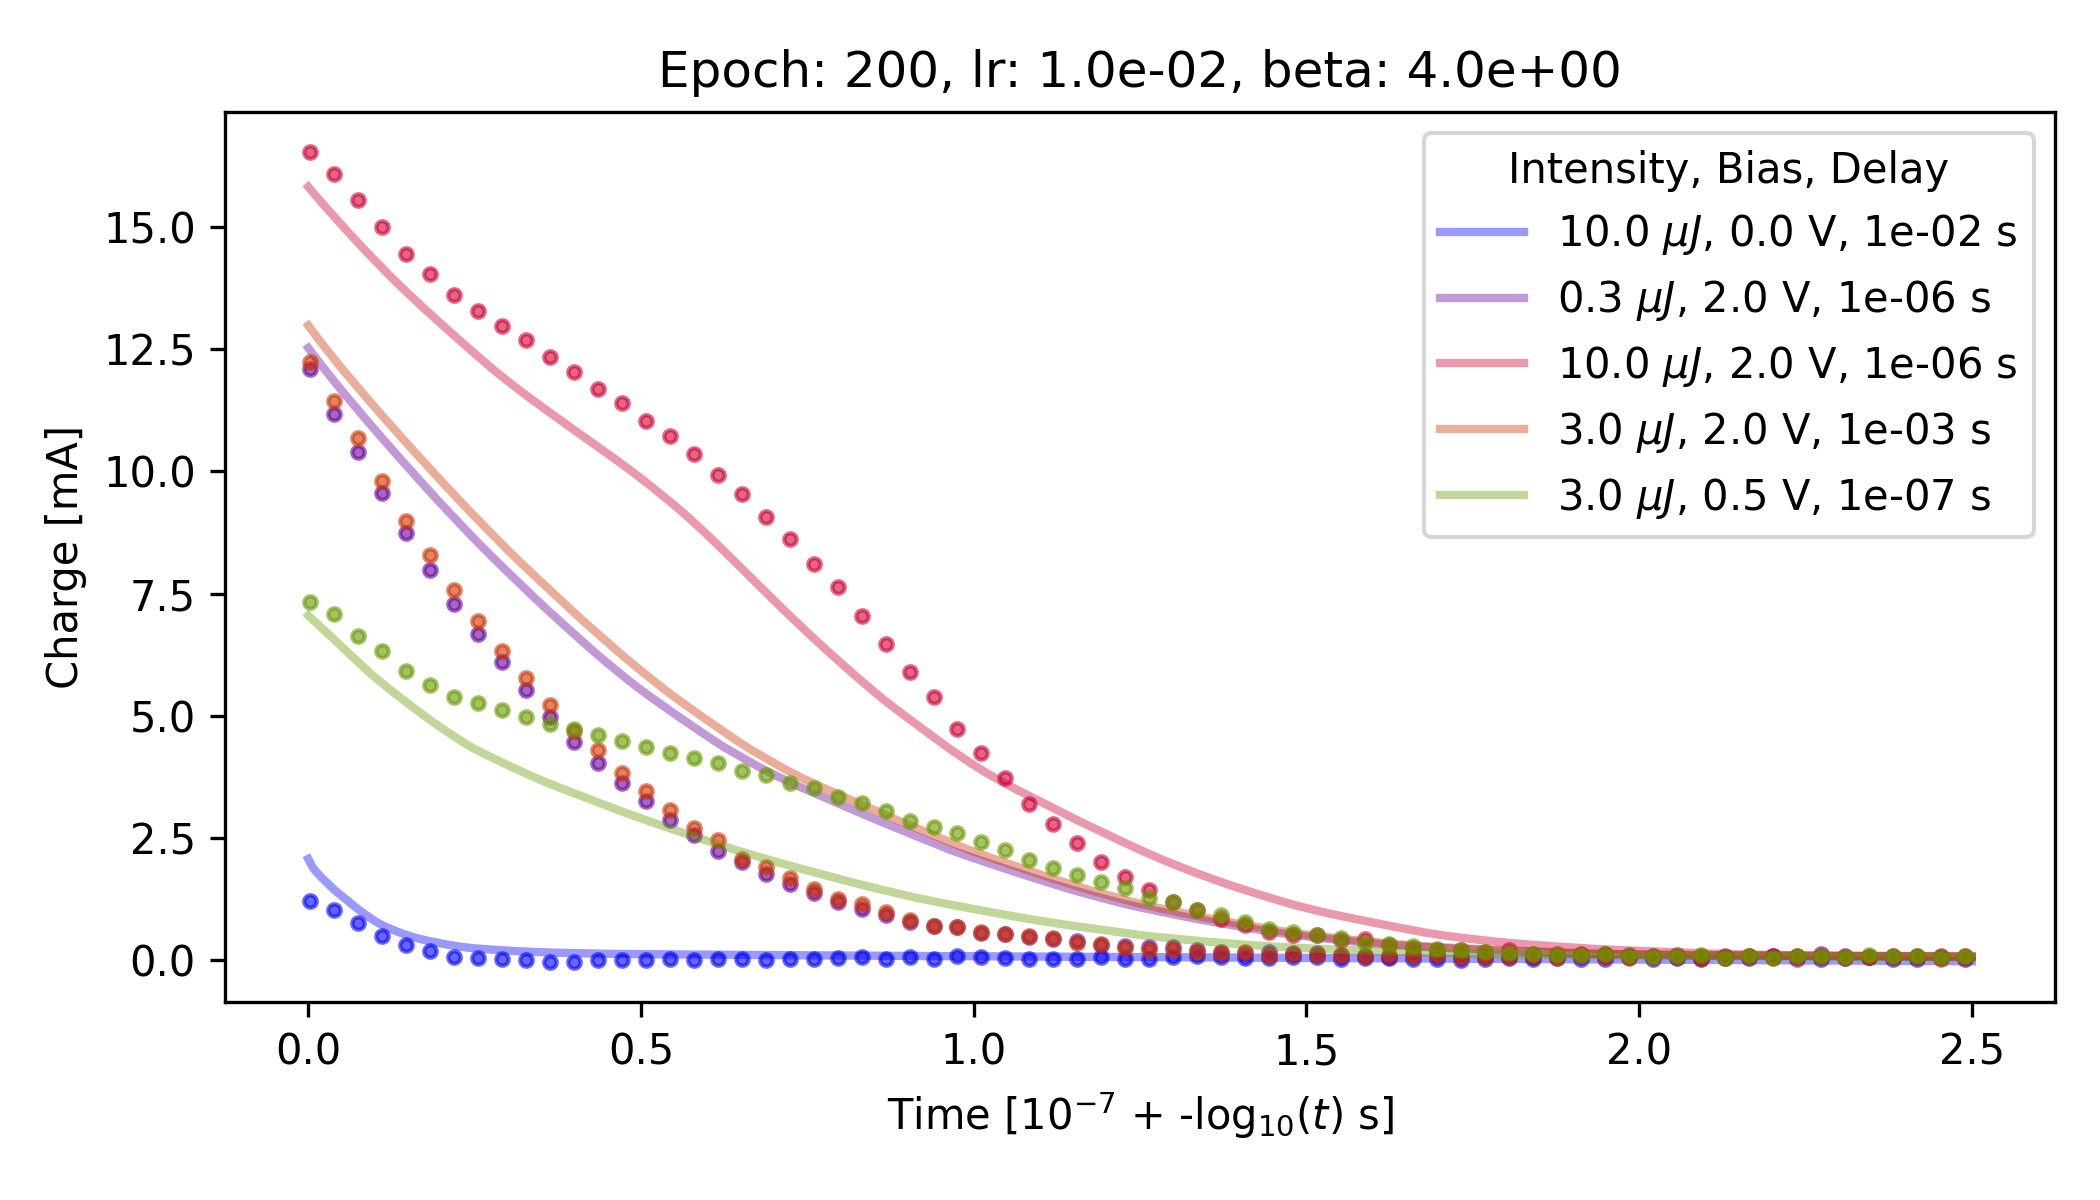 Epoch: 200, lr: 1.0e-02, beta: 4.0e+00
Charge [mA]
15.0
12.5
10.0
7.5
5.0
2.5
0.0
Intensity, Bias, Delay
10.0 μJ, 0.0 V, 1e-02 s
0.3 μJ, 2.0 V, 1e-06 s
10.0 μJ, 2.0 V, 1e-06 s
3.0 μJ, 2.0 V, 1e-03 s
3.0 μJ, 0.5 V, 1e-07 s
0.0 0.5 1.0 1.5 2.0 2.5
Time [10⁻⁷ + -log₁₀(t) s]